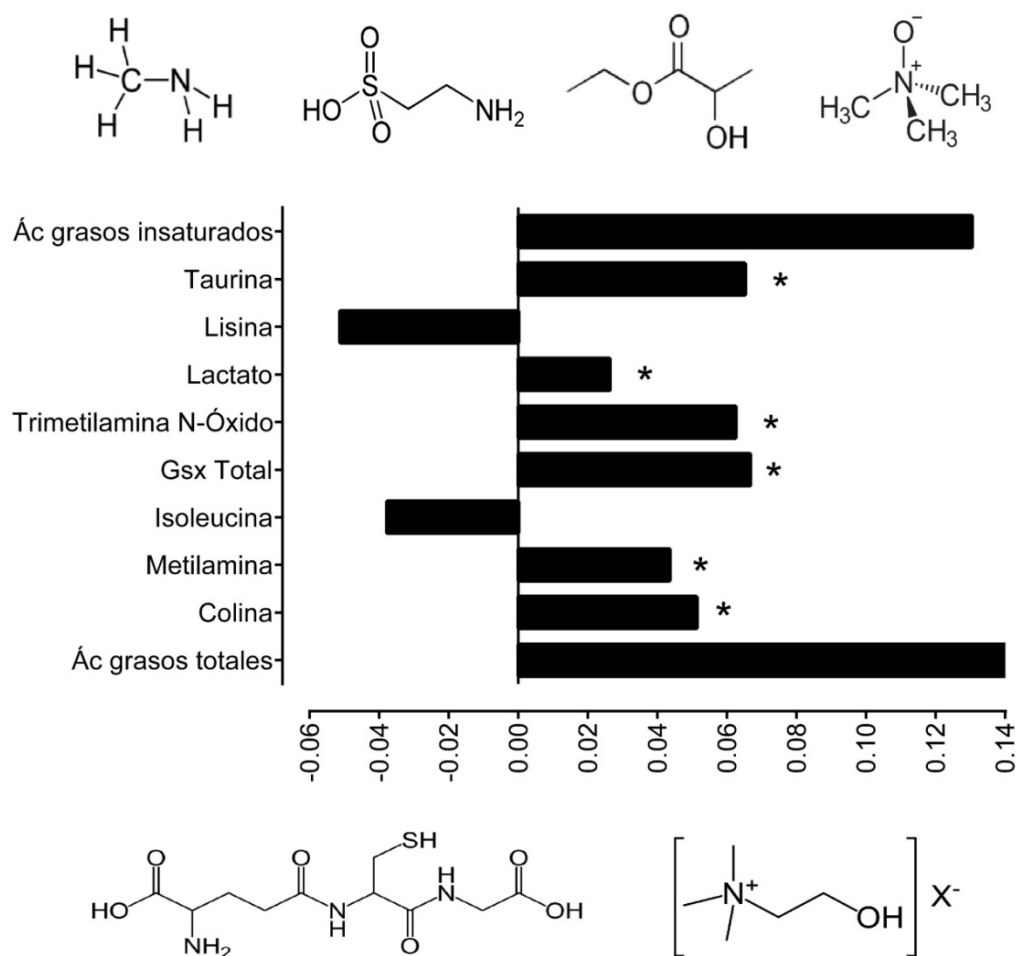 H
H C N H
H H
O
HO S O NH₂
O
O
OH
O⁻
N⁺
H₃C CH₃
CH₃
Ác grasos insaturados
Taurina *
Lisina
Lactato *
Trimetilamina N-Óxido *
Gsx Total *
Isoleucina
Metilamina *
Colina *
Ác grasos totales
-0.06 -0.04 -0.02 0.00 0.02 0.04 0.06 0.08 0.10 0.12 0.14
SH
O O H O
HO N OH
N
H
NH₂ O
N⁺ OH X⁻